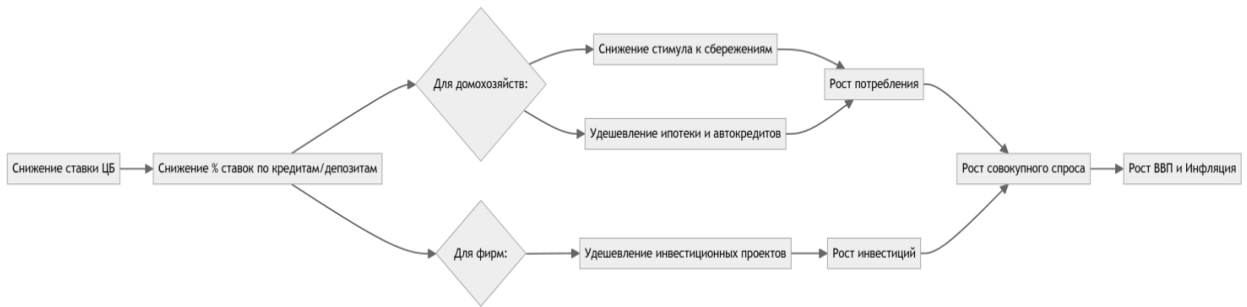 Снижение ставки ЦБ
Снижение % ставок по кредитам/депозитам
Для домохозяйств:
Снижение стимула к сбережениям
Удешевление ипотеки и автокредитов
Рост потребления
Для фирм:
Удешевление инвестиционных проектов
Рост инвестиций
Рост совокупного спроса
Рост ВВП и Инфляция